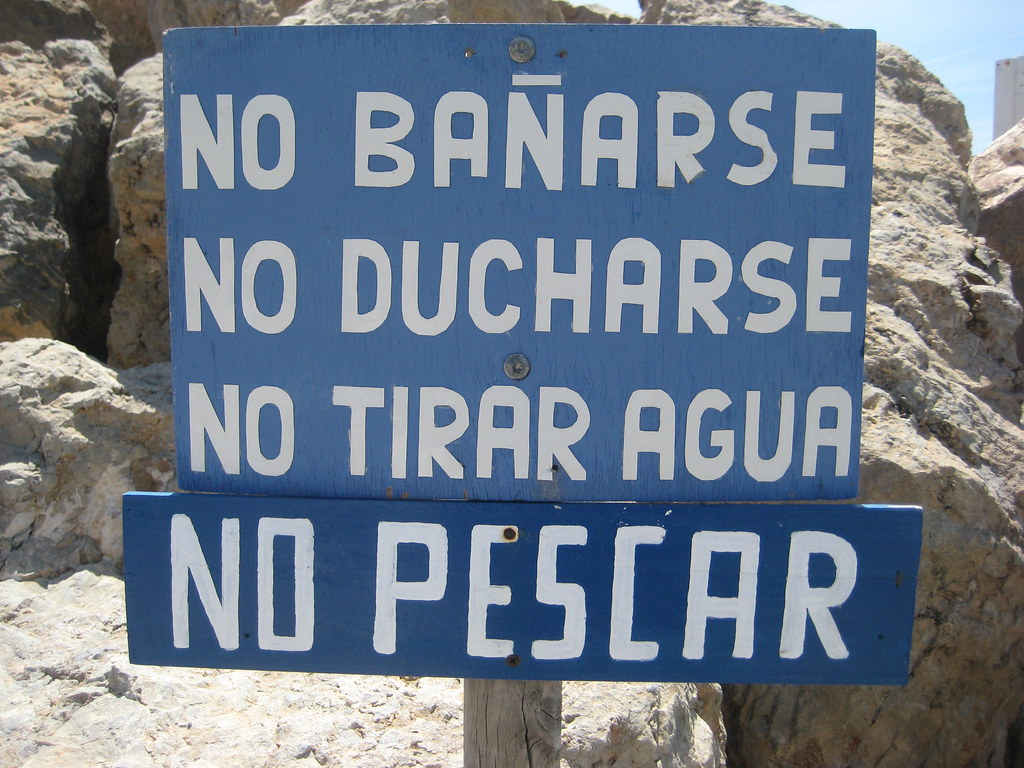 NO BAÑARSE
NO DUCHARSE
NO TIRAR AGUA
NO PESCAR